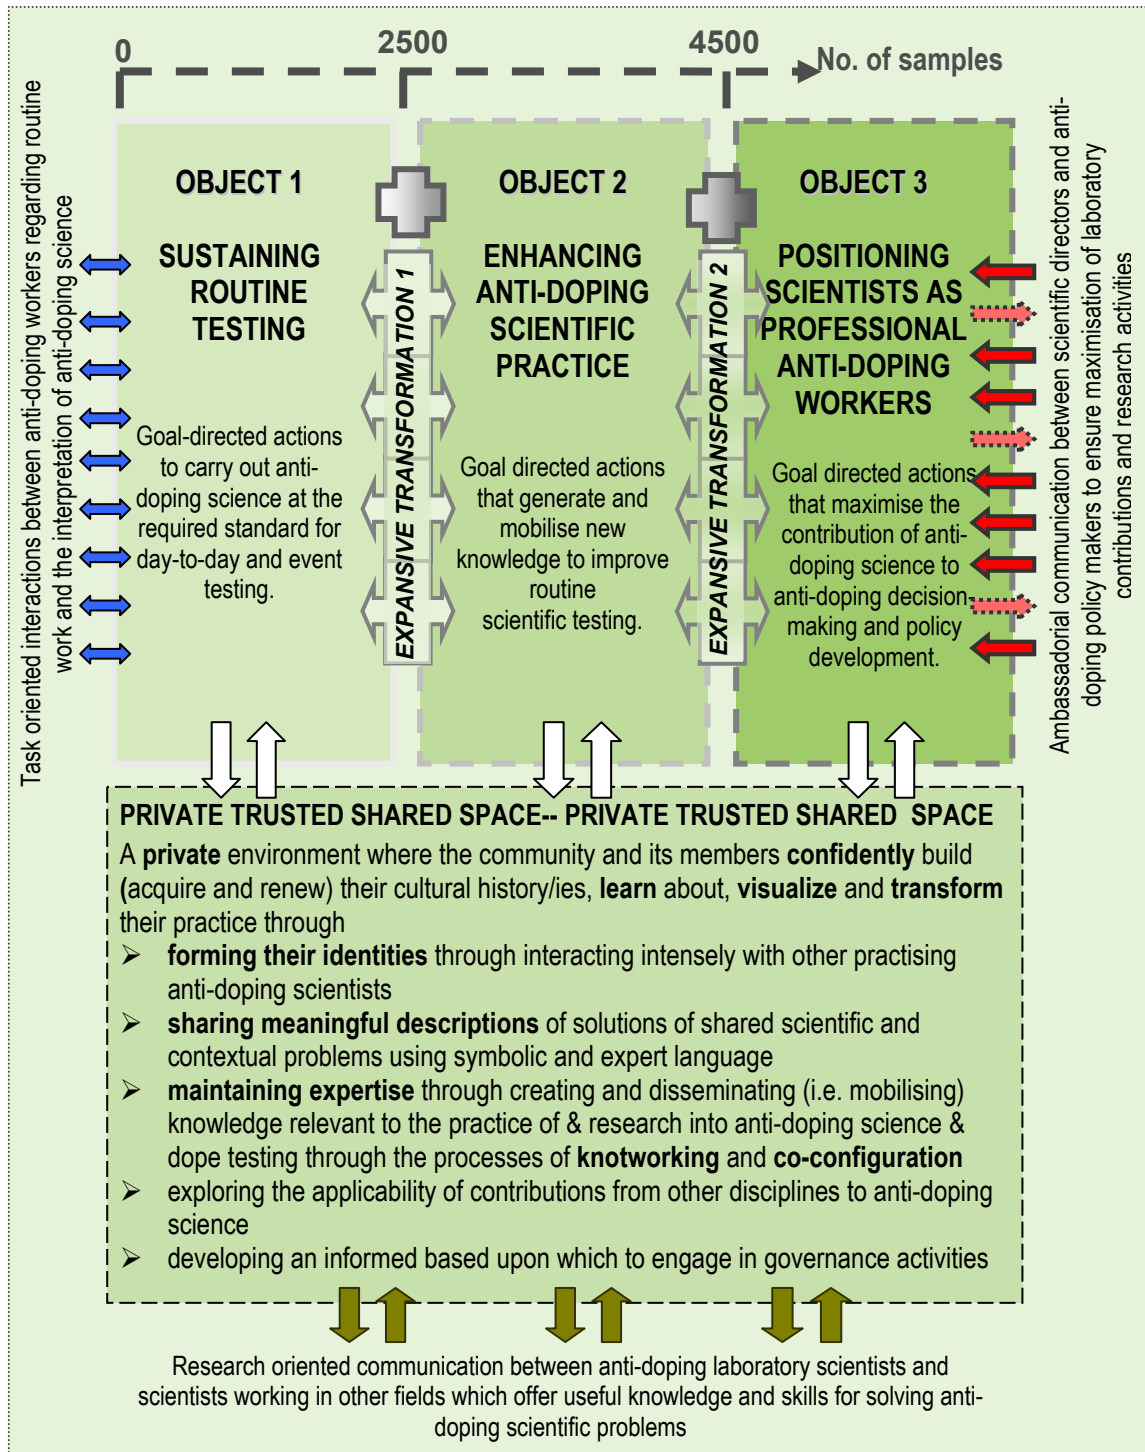 0
2500
4500
No. of samples
Task oriented interactions between anti-doping workers regarding routine
work and the interpretation of anti-doping science
OBJECT 1
SUSTAINING
ROUTINE
TESTING
Goal-directed actions
to carry out anti-
doping science at the
required standard for
day-to-day and event
testing.
EXPANSIVE TRANSFORMATION 1
OBJECT 2
ENHANCING
ANTI-DOPING
SCIENTIFIC
PRACTICE
Goal directed actions
that generate and
mobilise new
knowledge to improve
routine
scientific testing.
EXPANSIVE TRANSFORMATION 2
OBJECT 3
POSITIONING
SCIENTISTS AS
PROFESSIONAL
ANTI-DOPING
WORKERS
Goal directed actions
that maximise the
contribution of anti-
doping science to
anti-doping decision-
making and policy
development.
Ambassadorial communication between scientific directors and anti-
doping policy makers to ensure maximisation of laboratory
contributions and research activities
PRIVATE TRUSTED SHARED SPACE-- PRIVATE TRUSTED SHARED SPACE
A private environment where the community and its members confidently build
(acquire and renew) their cultural history/ies, learn about, visualize and transform
their practice through
➢ forming their identities through interacting intensely with other practising
anti-doping scientists
➢ sharing meaningful descriptions of solutions of shared scientific and
contextual problems using symbolic and expert language
➢ maintaining expertise through creating and disseminating (i.e. mobilising)
knowledge relevant to the practice of & research into anti-doping science &
dope testing through the processes of knotworking and co-configuration
➢ exploring the applicability of contributions from other disciplines to anti-doping
science
➢ developing an informed based upon which to engage in governance activities
Research oriented communication between anti-doping laboratory scientists and
scientists working in other fields which offer useful knowledge and skills for solving anti-
doping scientific problems